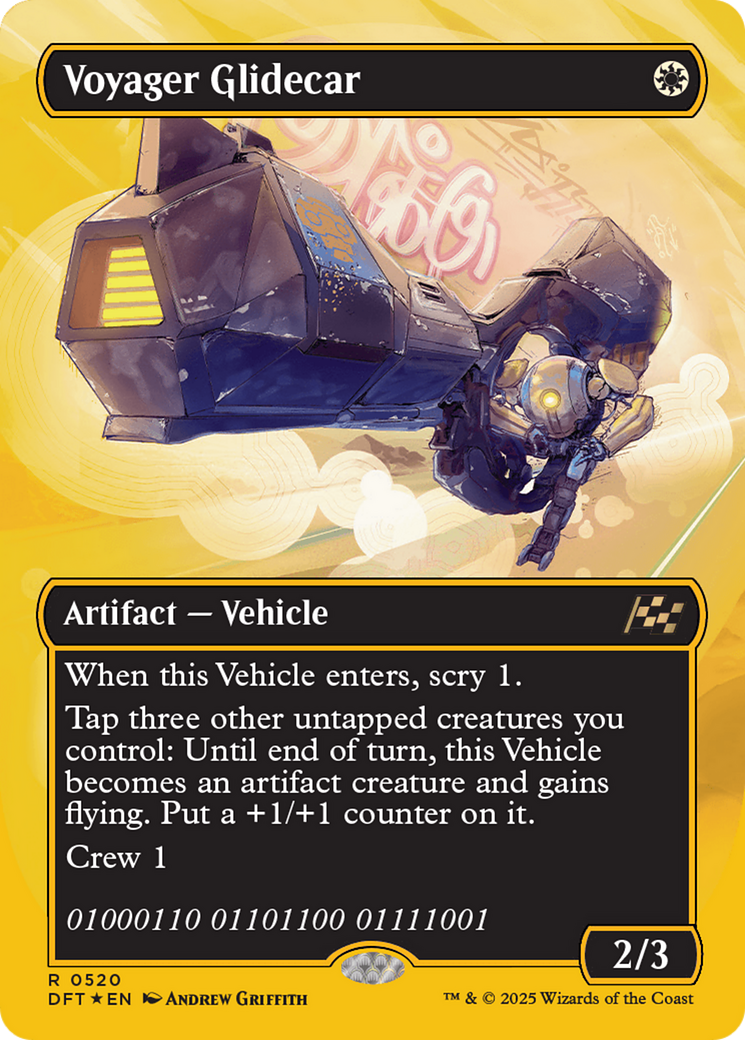 Voyager Glidecar
Artifact — Vehicle
When this Vehicle enters, scry 1.
Tap three other untapped creatures you
control: Until end of turn, this Vehicle
becomes an artifact creature and gains
flying. Put a +1/+1 counter on it.
Crew 1
01000110 01101100 01111001
2/3
R 0520
DFT ★ EN Andrew Griffith
™ & © 2025 Wizards of the Coast